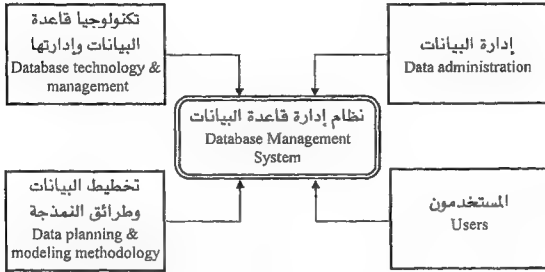 تكنولوجيا قاعدة
البيانات وإدارتها
Database technology &
management
إدارة البيانات
Data administration
نظام إدارة قاعدة البيانات
Database Management
System
تخطيط البيانات
وطرائق النمذجة
Data planning &
modeling methodology
المستخدمون
Users